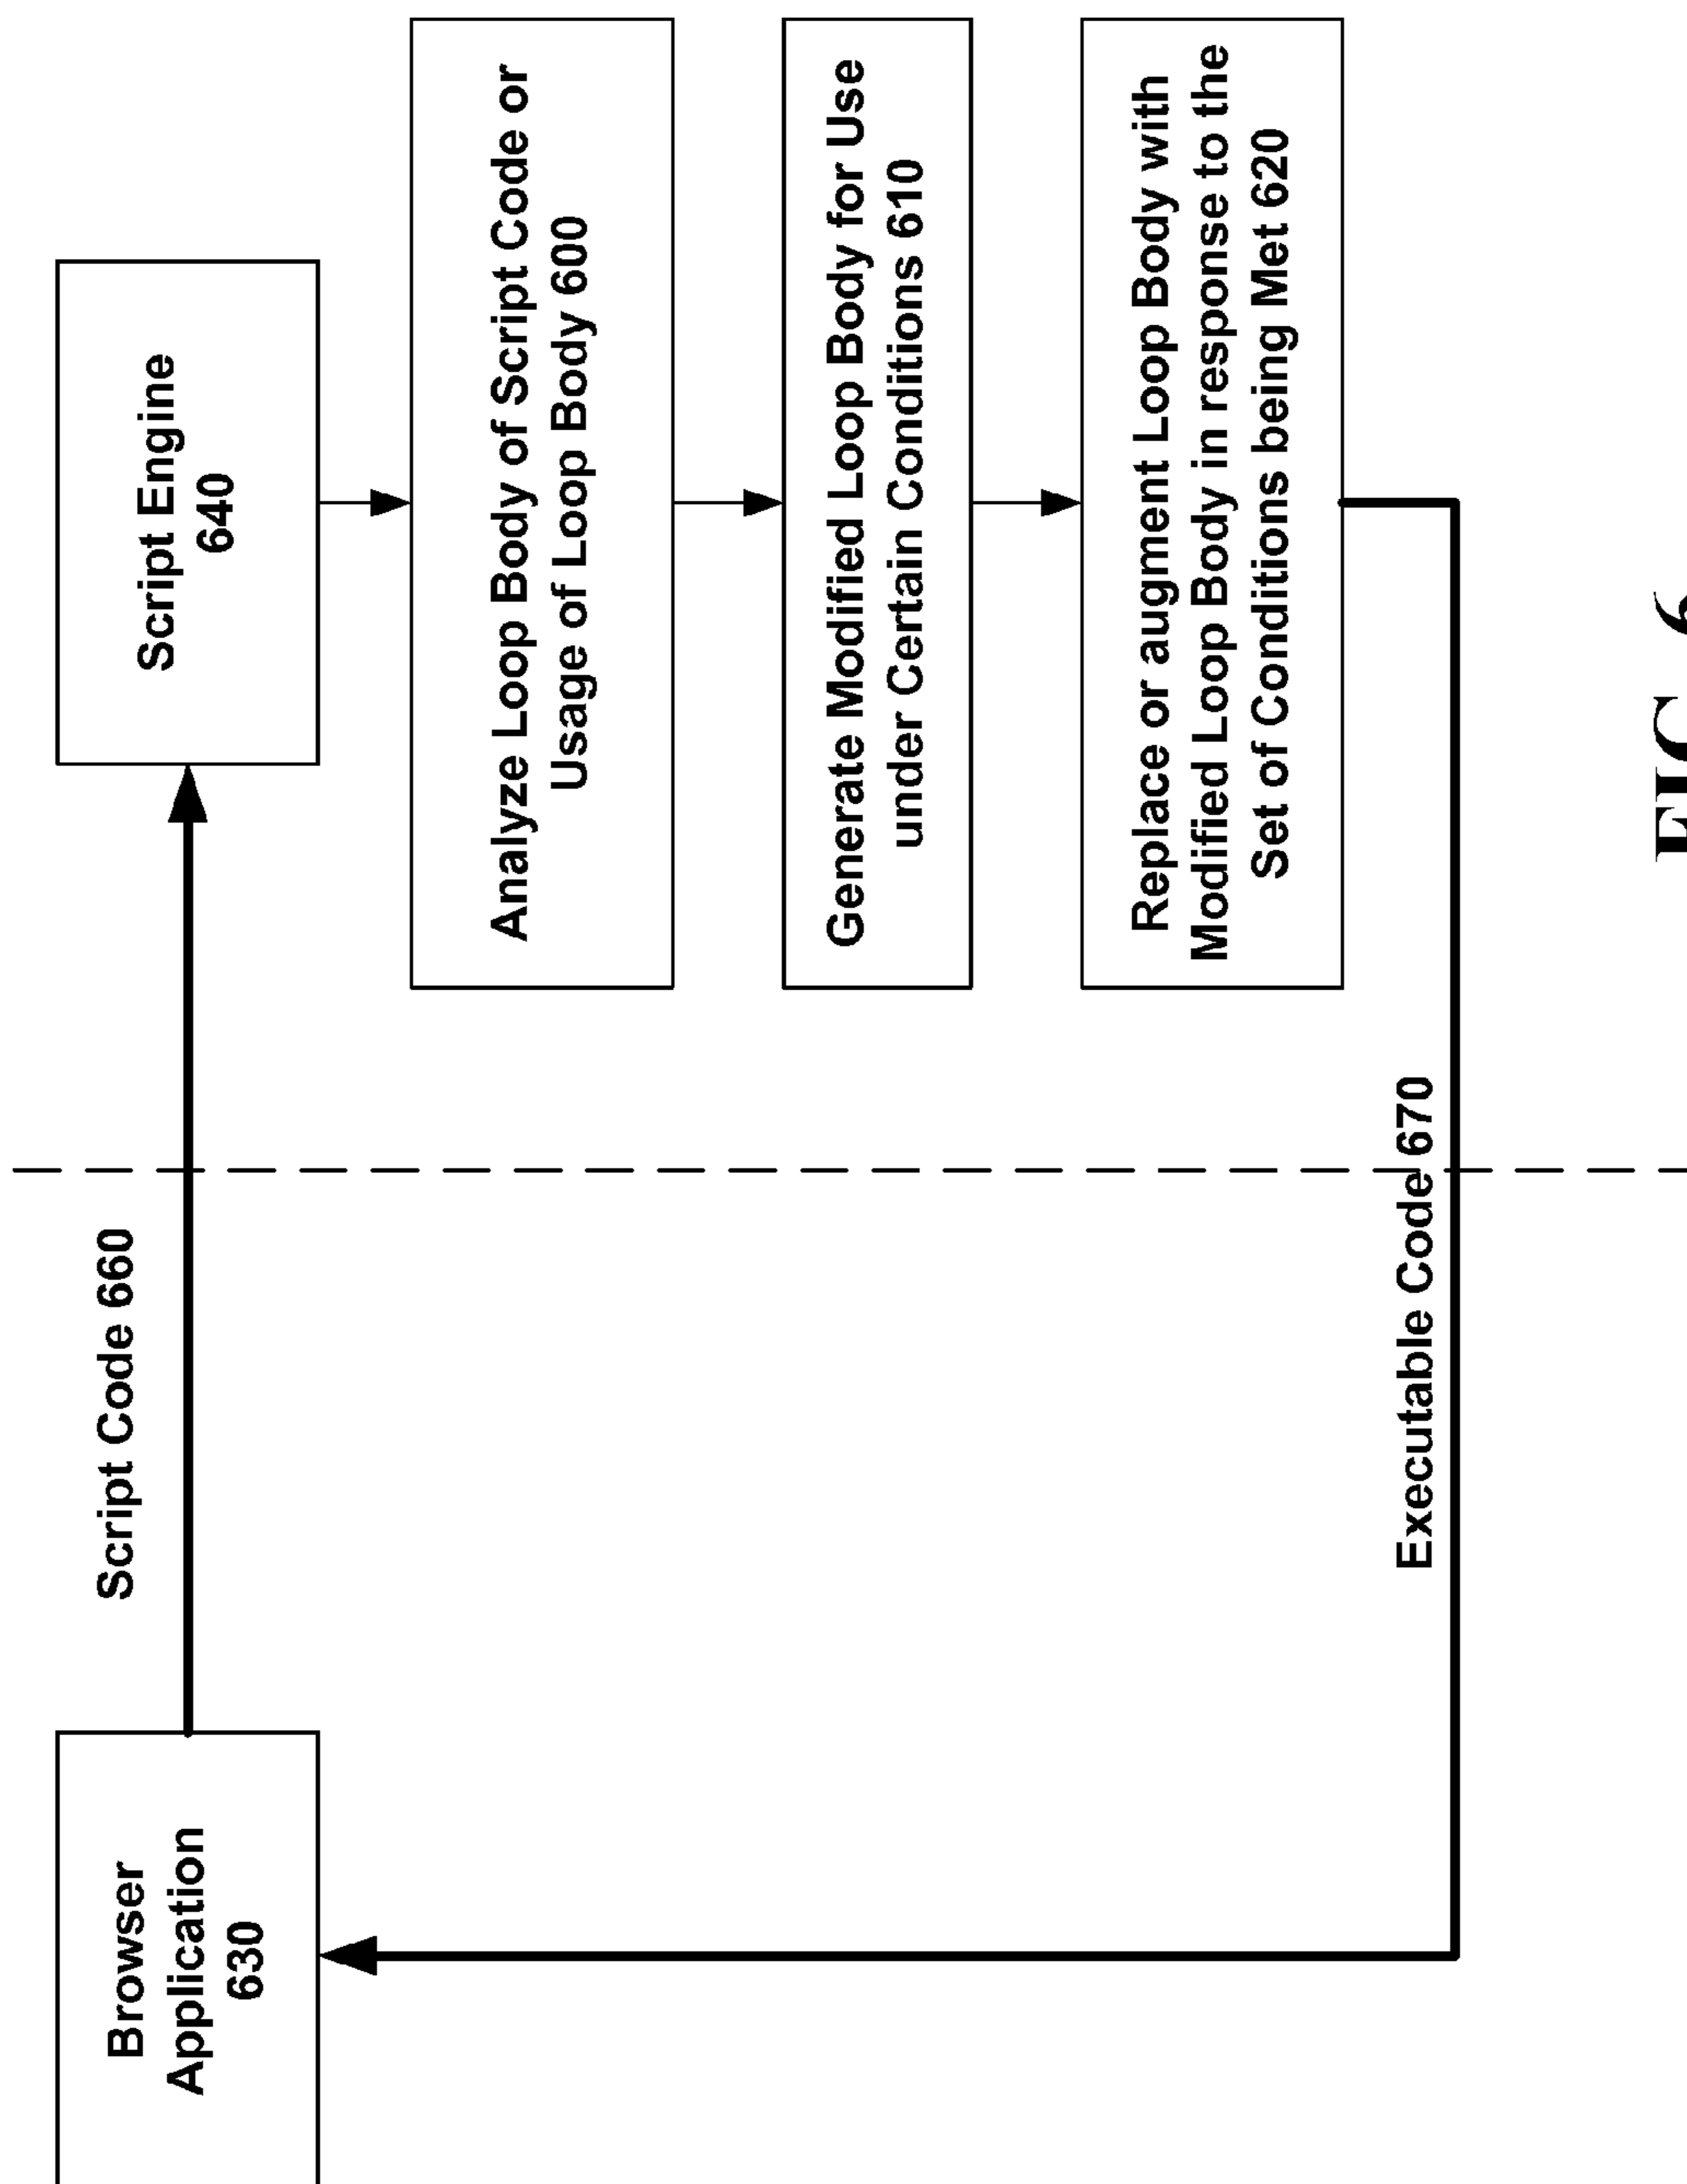 Browser
Application
630
Script Code 660
Script Engine
640
Analyze Loop Body of Script Code or
Usage of Loop Body 600
Generate Modified Loop Body for Use
under Certain Conditions 610
Replace or augment Loop Body with
Modified Loop Body in response to the
Set of Conditions being Met 620
Executable Code 670
FIG. 6